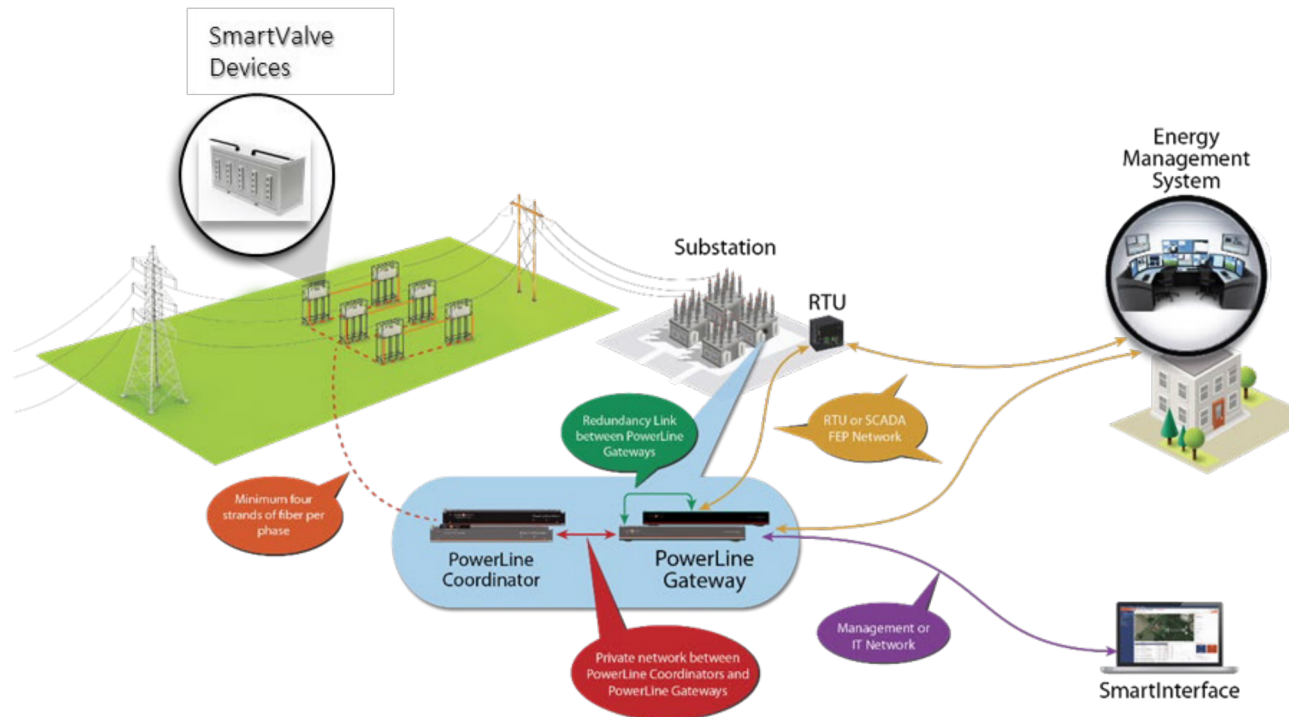 SmartValve
Devices
Energy
Management
System
Substation
RTU
Redundancy Link
between PowerLine
Gateways
RTU or SCADA
FEP Network
Minimum four
strands of fiber per
phase
PowerLine
Coordinator
PowerLine
Gateway
Management or
IT Network
Private network between
PowerLine Coordinators and
PowerLine Gateways
SmartInterface